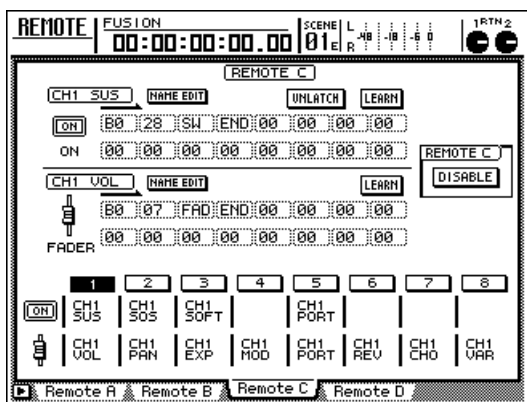 REMOTE FUSION 00:00:00:00.00 SCENE 01E L R -48 -18 -6 0 1RTN2
REMOTE C
CH1 SUS NAME EDIT UNLATCH LEARN
ON B0 28 SW END 00 00 00 00
ON 00 00 00 00 00 00 00 00
REMOTE C
DISABLE
CH1 VOL NAME EDIT LEARN
B0 07 FAD END 00 00 00 00
FADER 00 00 00 00 00 00 00 00
1 2 3 4 5 6 7 8
ON CH1 SUS CH1 SOS CH1 SOFT CH1 PORT
CH1 VOL CH1 PAN CH1 EXP CH1 MOD CH1 PORT CH1 REV CH1 CHO CH1 VAR
Remote A Remote B Remote C Remote D